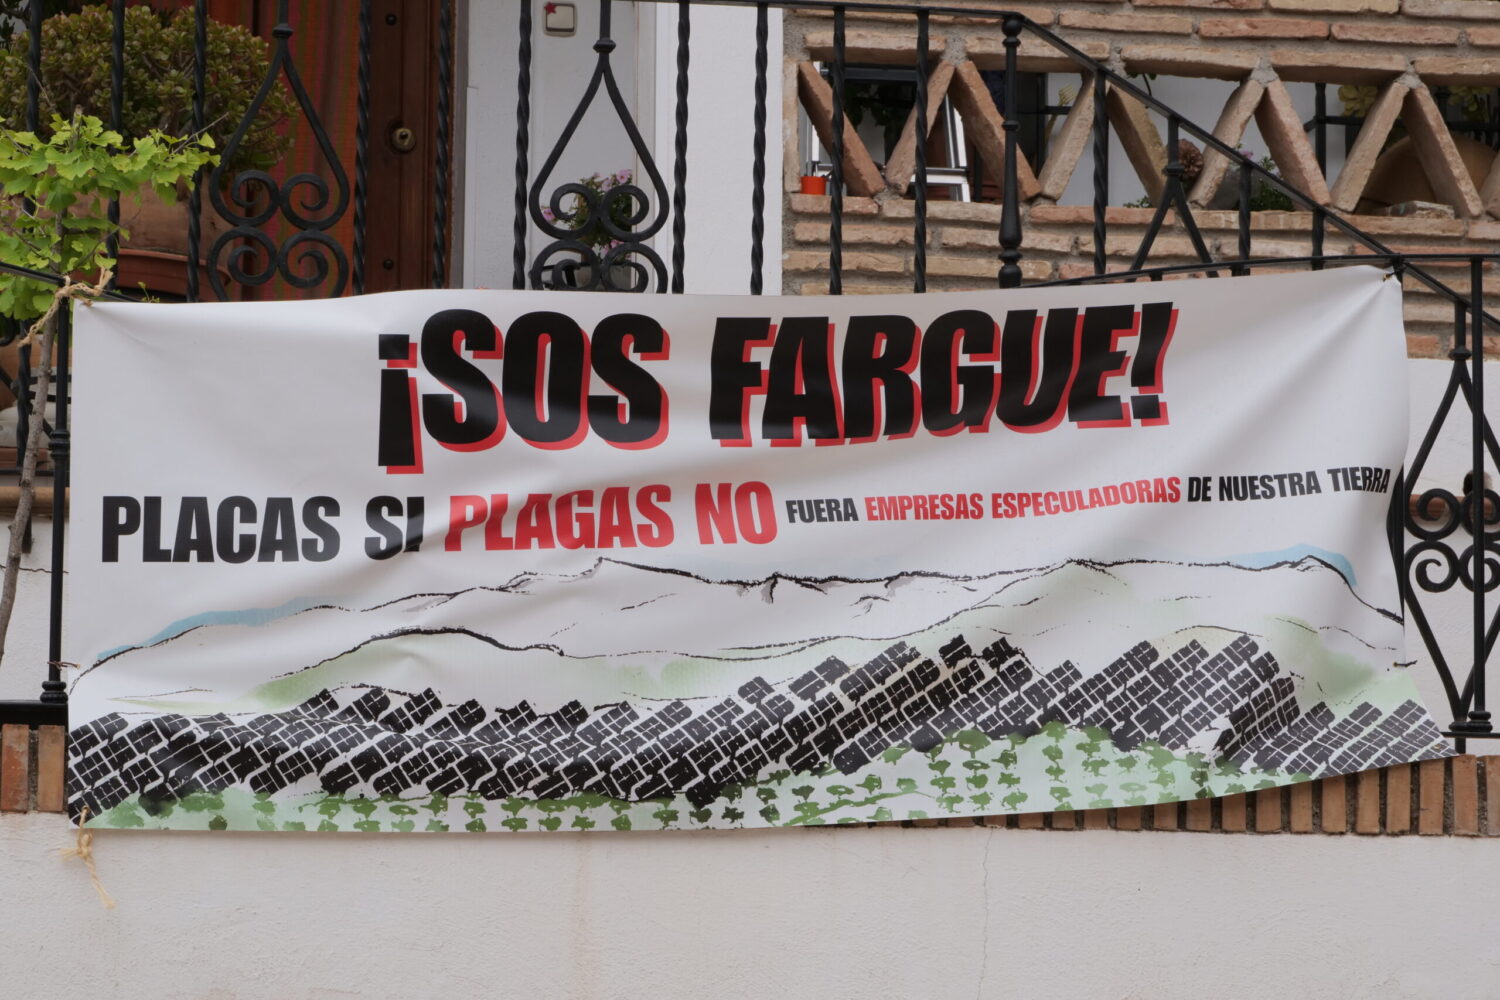 ¡SOS FARGUE!
PLACAS SI PLAGAS NO FUERA EMPRESAS ESPECULADORAS DE NUESTRA TIERRA